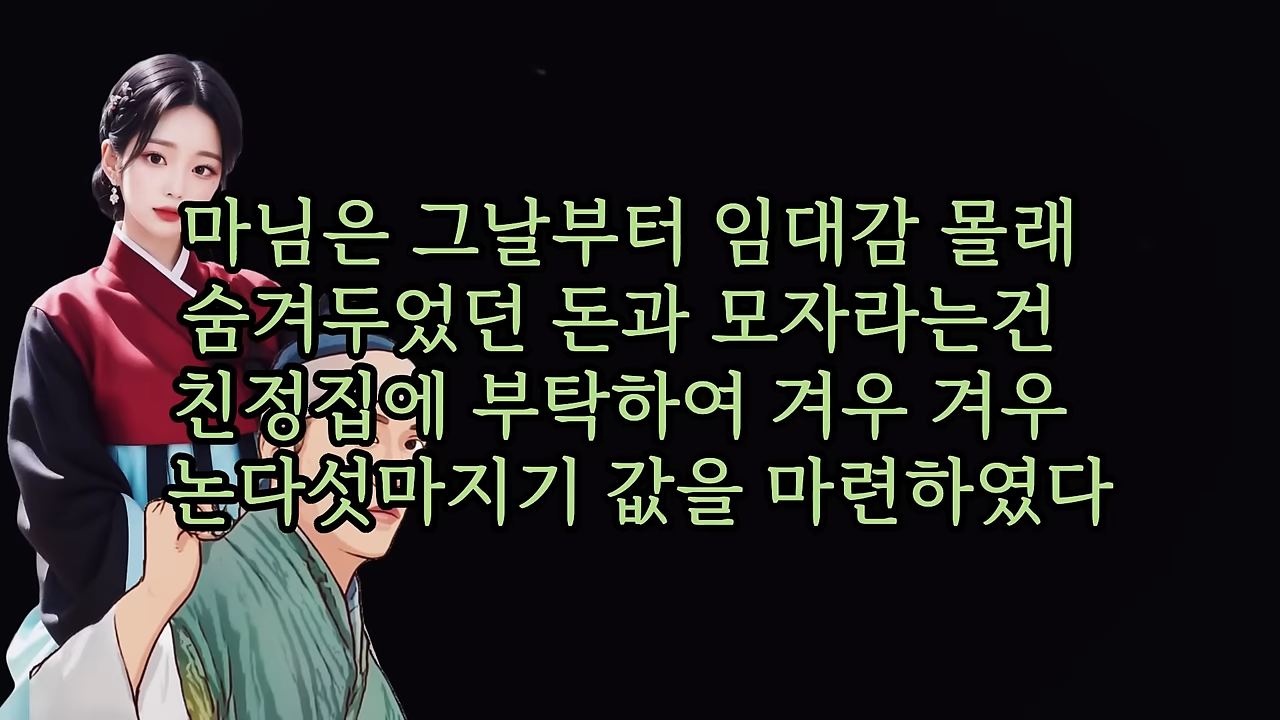 마님은 그날부터 임대감 몰래
숨겨두었던 돈과 모자라는건
친정집에 부탁하여 겨우 겨우
논다섯마지기 값을 마련하였다